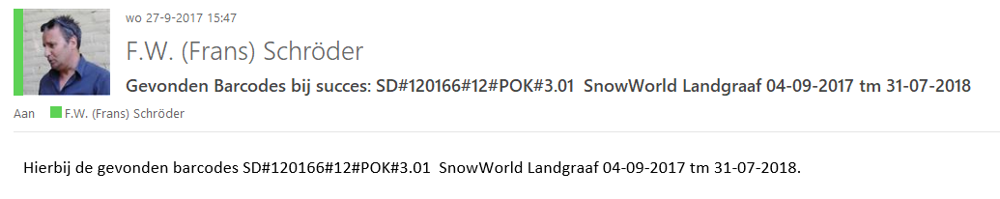 wo 27-9-2017 15:47
F.W. (Frans) Schröder
Gevonden Barcodes bij succes: SD#120166#12#POK#3.01  SnowWorld Landgraaf 04-09-2017 tm 31-07-2018
Aan F.W. (Frans) Schröder
Hierbij de gevonden barcodes SD#120166#12#POK#3.01  SnowWorld Landgraaf 04-09-2017 tm 31-07-2018.